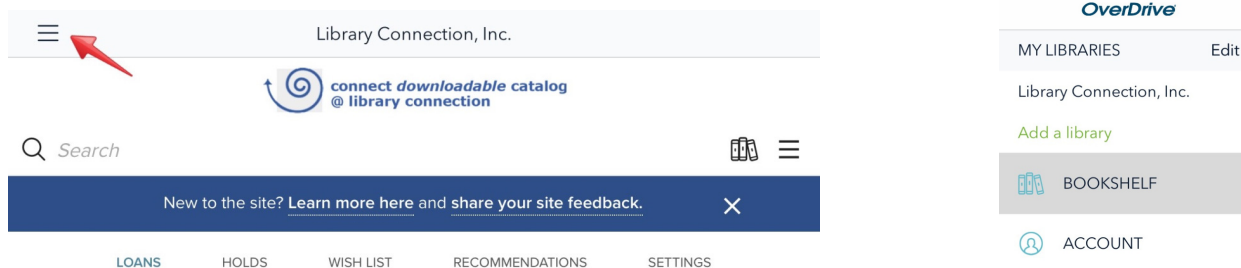 Library Connection, Inc.
connect downloadable catalog
@ library connection
Search
New to the site? Learn more here and share your site feedback.
LOANS HOLDS WISH LIST RECOMMENDATIONS SETTINGS
OverDrive
MY LIBRARIES Edit
Library Connection, Inc.
Add a library
BOOKSHELF
ACCOUNT